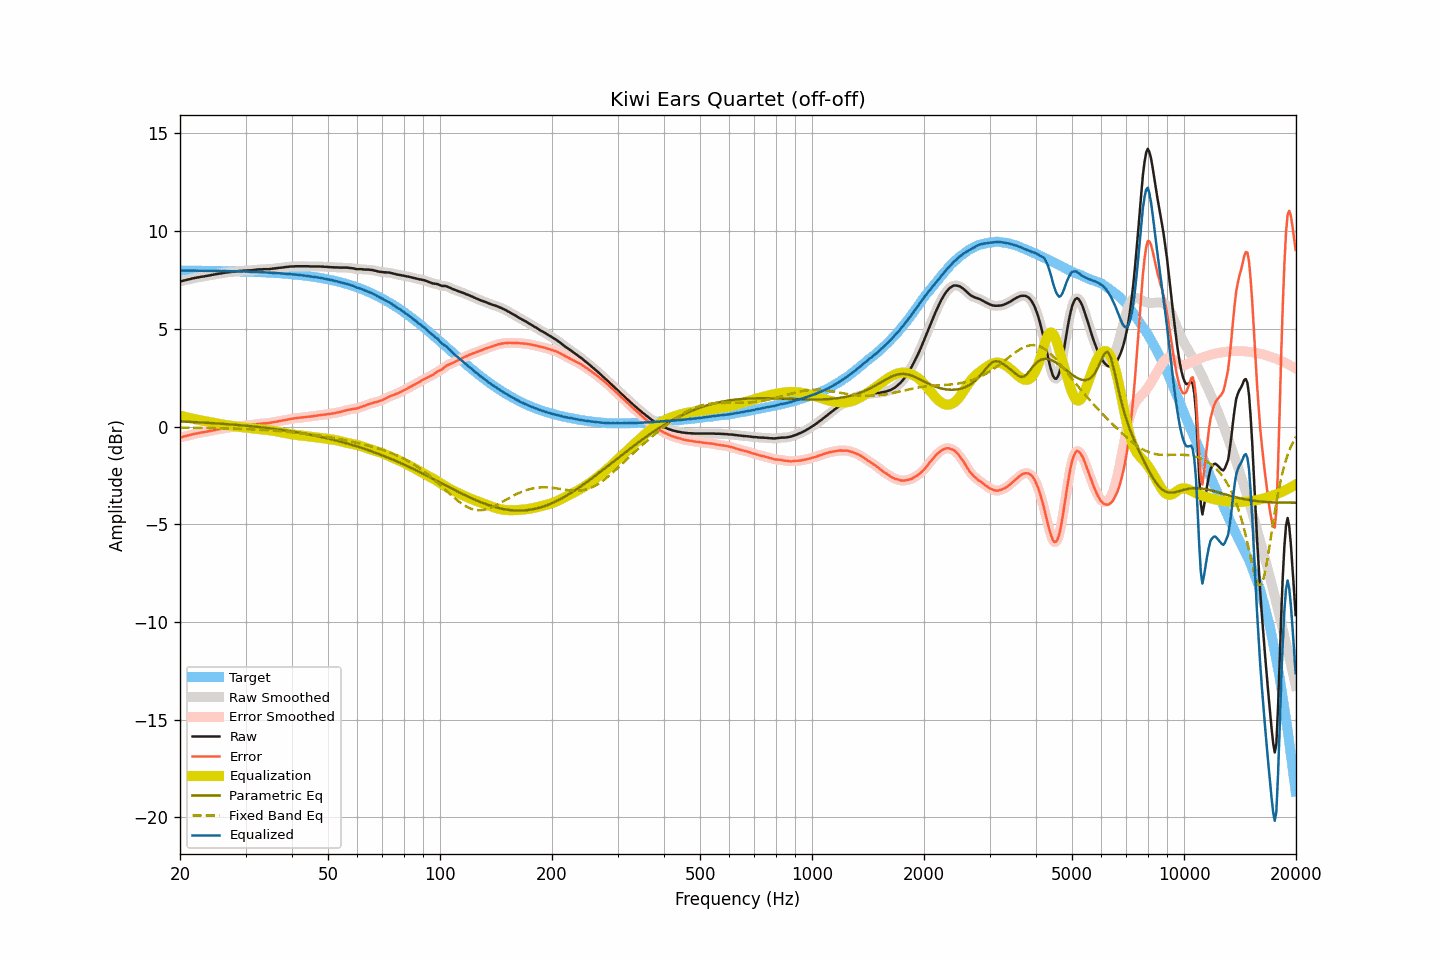 Kiwi Ears Quartet (off-off)
15
10
5
0
−5
−10
−15
−20
Amplitude (dBr)
Target
Raw Smoothed
Error Smoothed
Raw
Error
Equalization
Parametric Eq
Fixed Band Eq
Equalized
20 50 100 200 500 1000 2000 5000 10000 20000
Frequency (Hz)